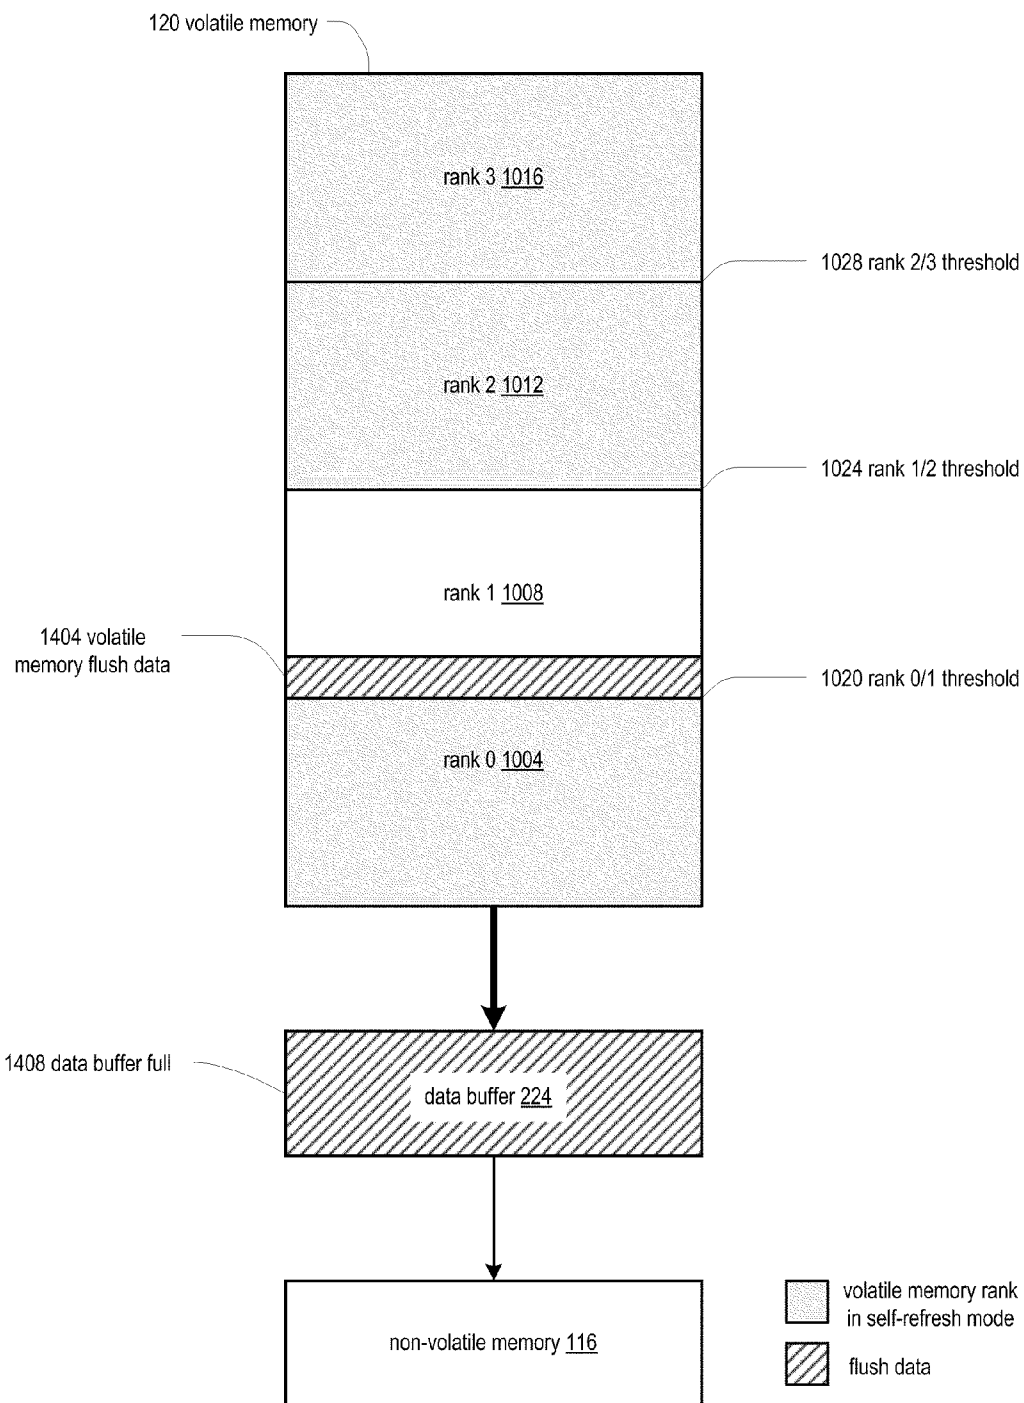 120 volatile memory
rank 3 1016
1028 rank 2/3 threshold
rank 2 1012
1024 rank 1/2 threshold
rank 1 1008
1404 volatile
memory flush data
1020 rank 0/1 threshold
rank 0 1004
1408 data buffer full
data buffer 224
non-volatile memory 116
volatile memory rank
in self-refresh mode
flush data